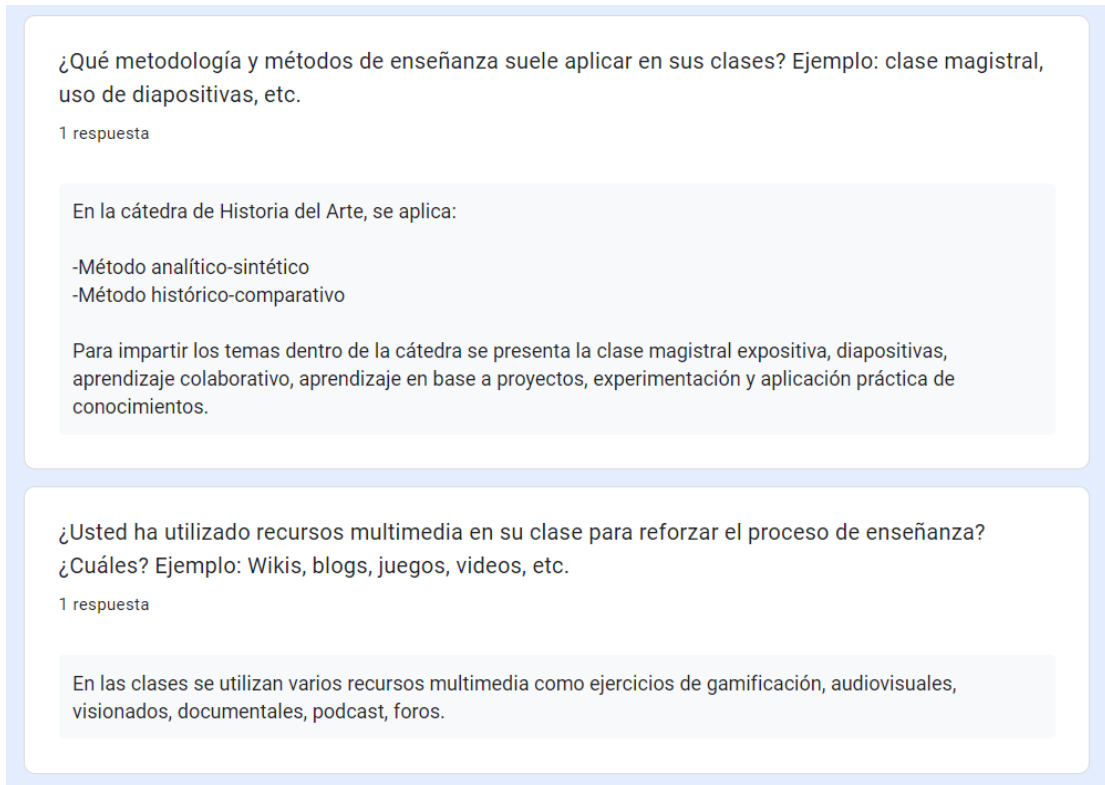 ¿Qué metodología y métodos de enseñanza suele aplicar en sus clases? Ejemplo: clase magistral,
uso de diapositivas, etc.
1 respuesta
En la cátedra de Historia del Arte, se aplica:
-Método analítico-sintético
-Método histórico-comparativo
Para impartir los temas dentro de la cátedra se presenta la clase magistral expositiva, diapositivas,
aprendizaje colaborativo, aprendizaje en base a proyectos, experimentación y aplicación práctica de
conocimientos.
¿Usted ha utilizado recursos multimedia en su clase para reforzar el proceso de enseñanza?
¿Cuáles? Ejemplo: Wikis, blogs, juegos, videos, etc.
1 respuesta
En las clases se utilizan varios recursos multimedia como ejercicios de gamificación, audiovisuales,
visionados, documentales, podcast, foros.